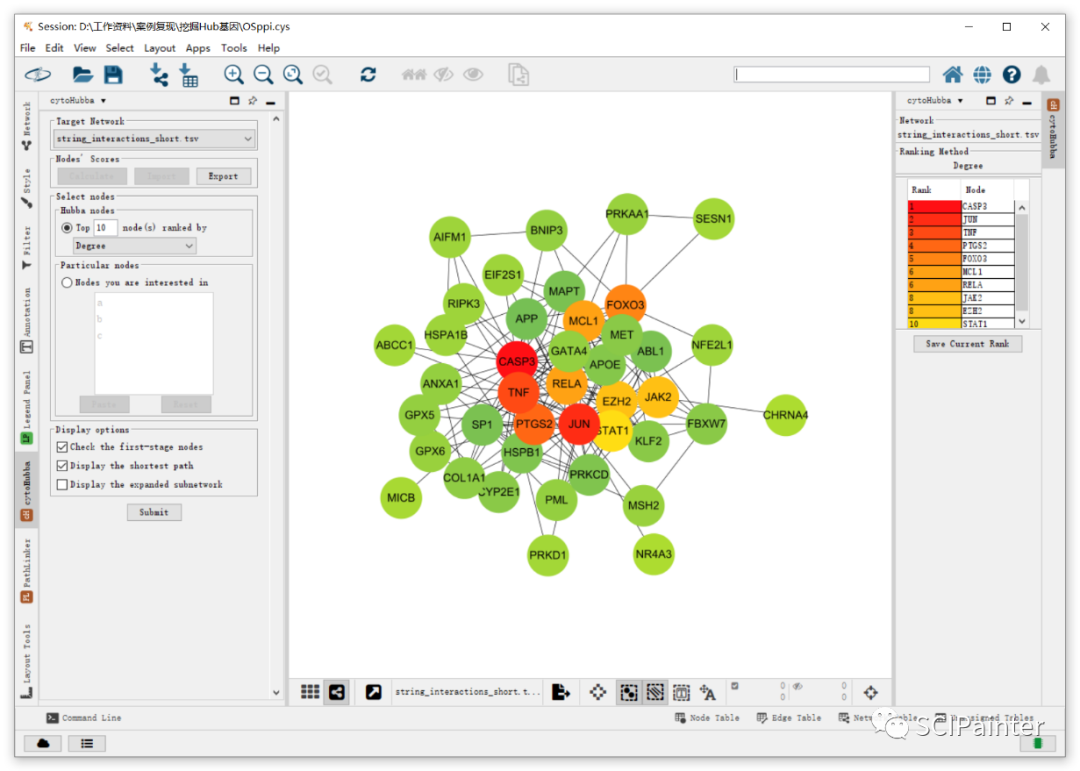 Session: D:\工作资料\案例复现\挖掘Hub基因\OSppi.cys
File Edit View Select Layout Apps Tools Help
cytoHubba
Target Network
string_interactions_short.tsv
Nodes' Scores
Calculate Import Export
Select nodes
Hubba nodes
Top 10 node(s) ranked by
Degree
Particular nodes
Nodes you are interested in
a
b
c
Paste Reset
Display options
Check the first-stage nodes
Display the shortest path
Display the expanded subnetwork
Submit
Network
Style
Filter
Annotation
Legend Panel
cytoHubba
PathLinker
Layout Tools
PRKAA1
SESN1
BNIP3
AIFM1
EIF2S1
MAPT
RIPK3
FOXO3
APP
MCL1
HSPA1B
MET
ABCC1
GATA4
ABL1
NFE2L1
CASP3
APOE
ANXA1
TNF
RELA
JAK2
EZH2
GPX5
CHRNA4
SP1
PTGS2
JUN
STAT1
FBXW7
KLF2
GPX6
HSPB1
COL1A1
PRKCD
CYP2E1
MICB
PML
MSH2
PRKD1
NR4A3
string_interactions_short.t...
0
0
0
0
cytoHubba
Network
string_interactions_short.tsv
Ranking Method
Degree
Rank Node
1 CASP3
2 JUN
3 TNF
4 PTGS2
5 FOXO3
6 MCL1
6 RELA
8 JAK2
8 EZH2
10 STAT1
Save Current Rank
cytoHubba
Command Line
Node Table Edge Table
SCIPainter